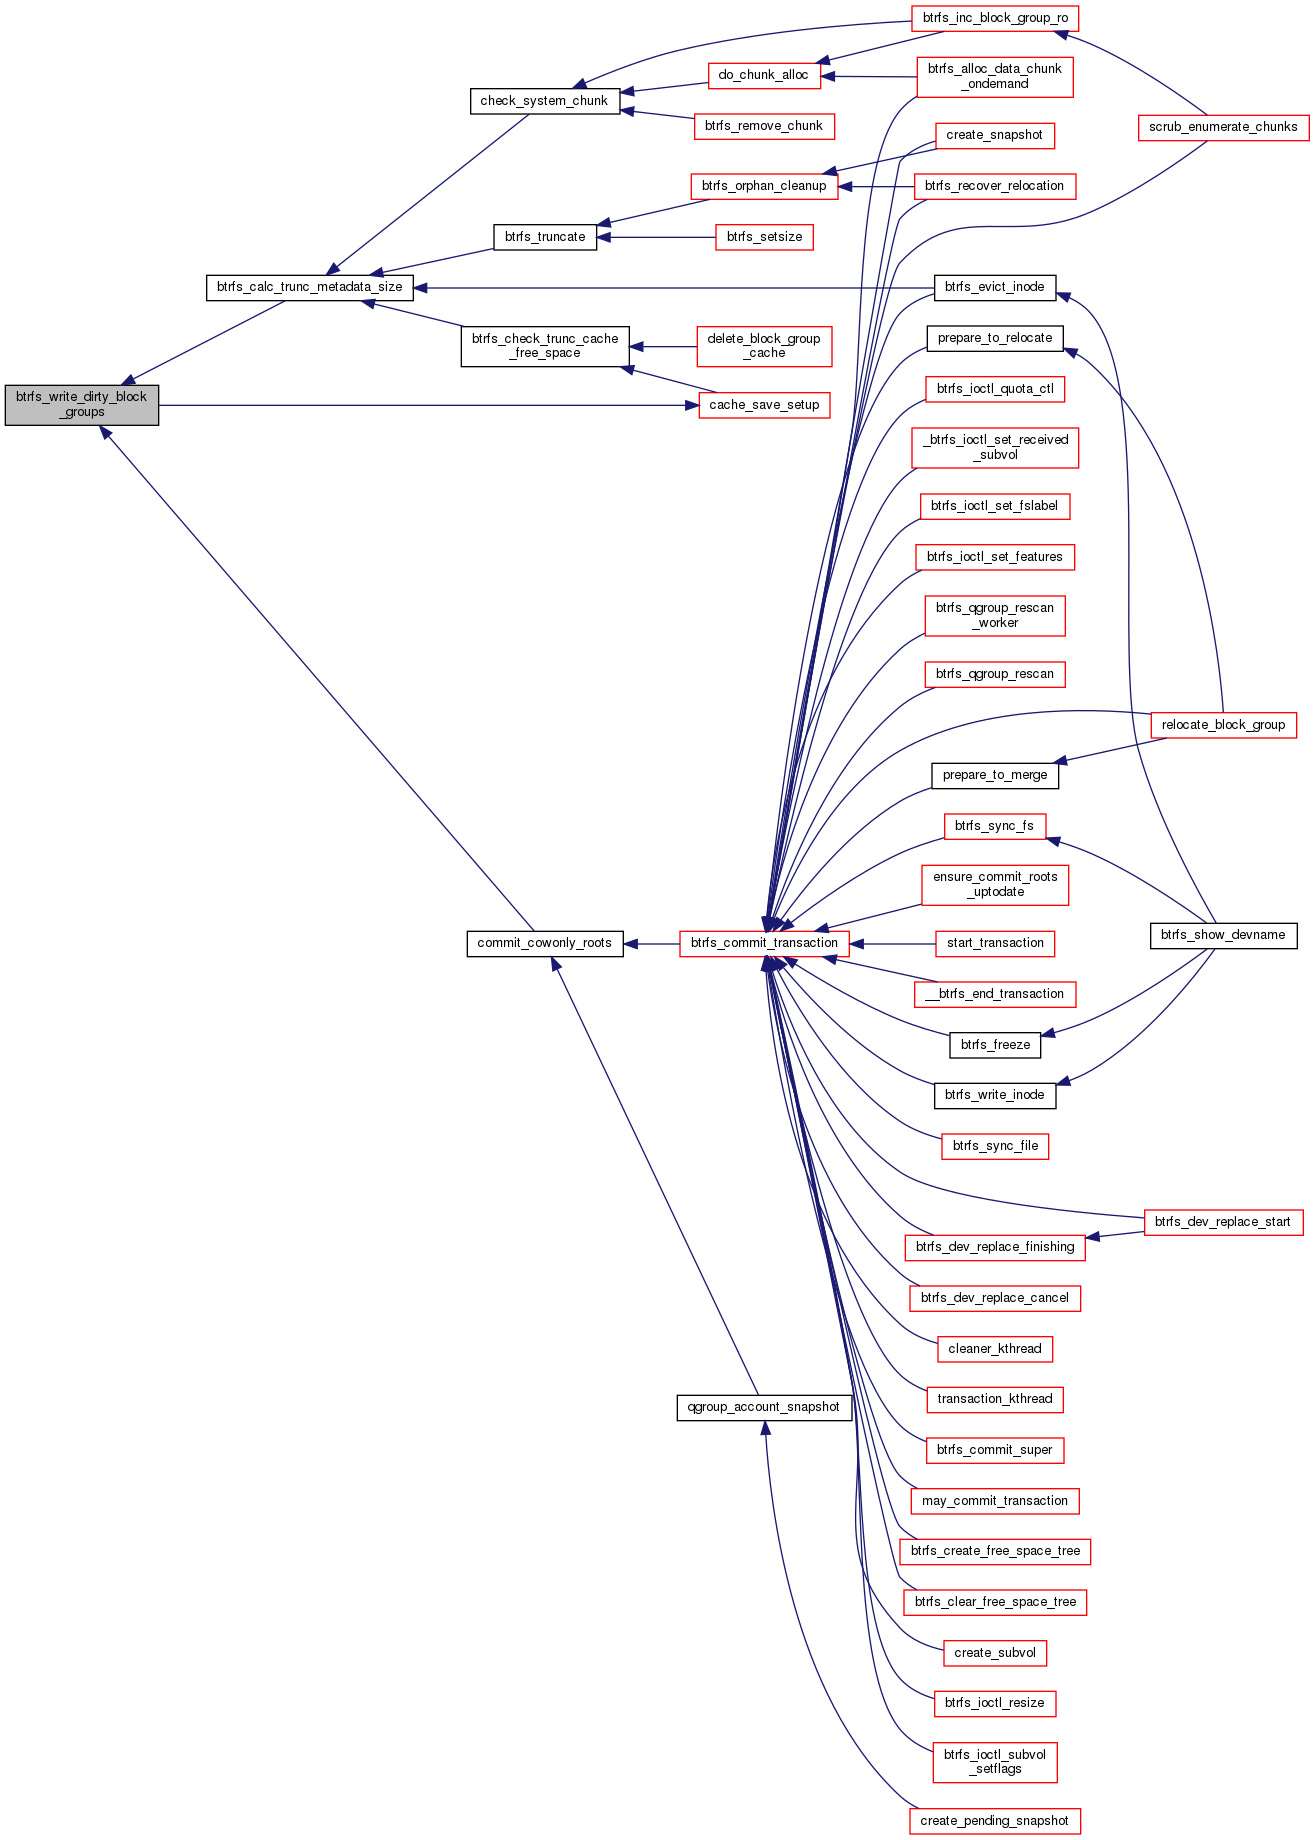 btrfs_inc_block_group_ro
do_chunk_alloc
btrfs_alloc_data_chunk
_ondemand
check_system_chunk
btrfs_remove_chunk
scrub_enumerate_chunks
create_snapshot
btrfs_orphan_cleanup
btrfs_recover_relocation
btrfs_truncate
btrfs_setsize
btrfs_calc_trunc_metadata_size
btrfs_evict_inode
btrfs_check_trunc_cache
_free_space
delete_block_group
_cache
prepare_to_relocate
btrfs_write_dirty_block
_groups
cache_save_setup
btrfs_ioctl_quota_ctl
_btrfs_ioctl_set_received
_subvol
btrfs_ioctl_set_fslabel
btrfs_ioctl_set_features
btrfs_qgroup_rescan
_worker
btrfs_qgroup_rescan
relocate_block_group
prepare_to_merge
btrfs_sync_fs
ensure_commit_roots
_uptodate
commit_cowonly_roots
btrfs_commit_transaction
start_transaction
btrfs_show_devname
__btrfs_end_transaction
btrfs_freeze
btrfs_write_inode
btrfs_sync_file
btrfs_dev_replace_start
btrfs_dev_replace_finishing
btrfs_dev_replace_cancel
cleaner_kthread
transaction_kthread
qgroup_account_snapshot
btrfs_commit_super
may_commit_transaction
btrfs_create_free_space_tree
btrfs_clear_free_space_tree
create_subvol
btrfs_ioctl_resize
btrfs_ioctl_subvol
_setflags
create_pending_snapshot